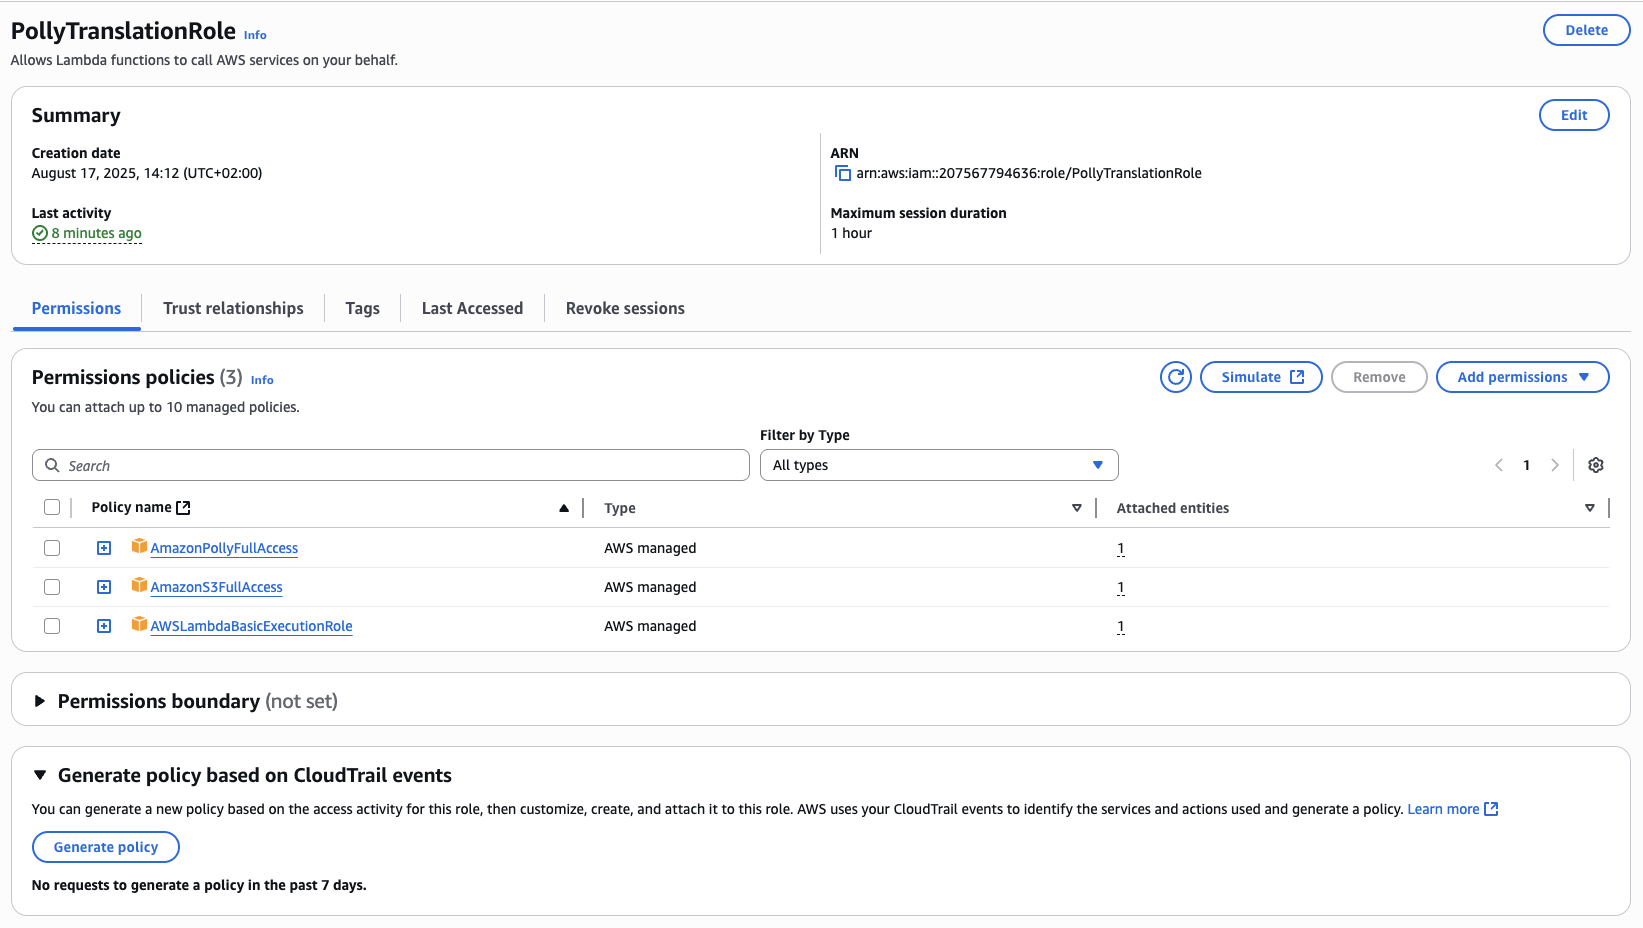 PollyTranslationRole Info
Delete
Allows Lambda functions to call AWS services on your behalf.
Summary
Edit
Creation date
August 17, 2025, 14:12 (UTC+02:00)
ARN
arn:aws:iam::207567794636:role/PollyTranslationRole
Last activity
8 minutes ago
Maximum session duration
1 hour
Permissions
Trust relationships
Tags
Last Accessed
Revoke sessions
Permissions policies (3) Info
Simulate
Remove
Add permissions
You can attach up to 10 managed policies.
Filter by Type
Search
All types
1
Policy name
Type
Attached entities
AmazonPollyFullAccess
AWS managed
1
AmazonS3FullAccess
AWS managed
1
AWSLambdaBasicExecutionRole
AWS managed
1
Permissions boundary (not set)
Generate policy based on CloudTrail events
You can generate a new policy based on the access activity for this role, then customize, create, and attach it to this role. AWS uses your CloudTrail events to identify the services and actions used and generate a policy. Learn more
Generate policy
No requests to generate a policy in the past 7 days.